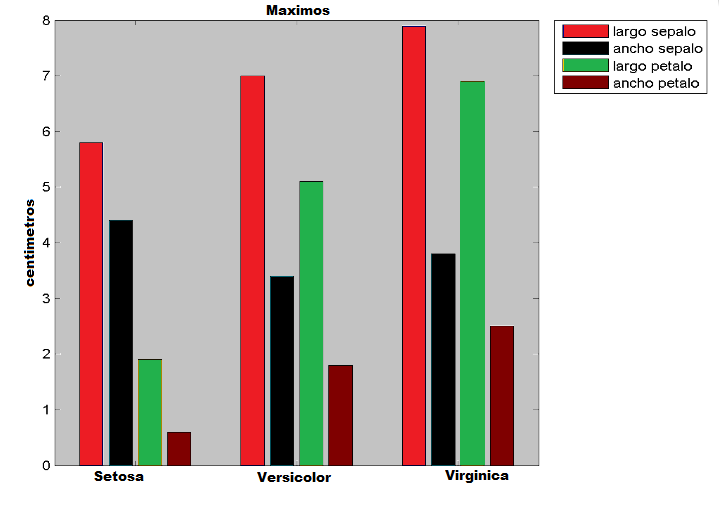 Maximos
largo sepalo
ancho sepalo
largo petalo
ancho petalo
centimetros
8
7
6
5
4
3
2
1
0
Setosa Versicolor Virginica